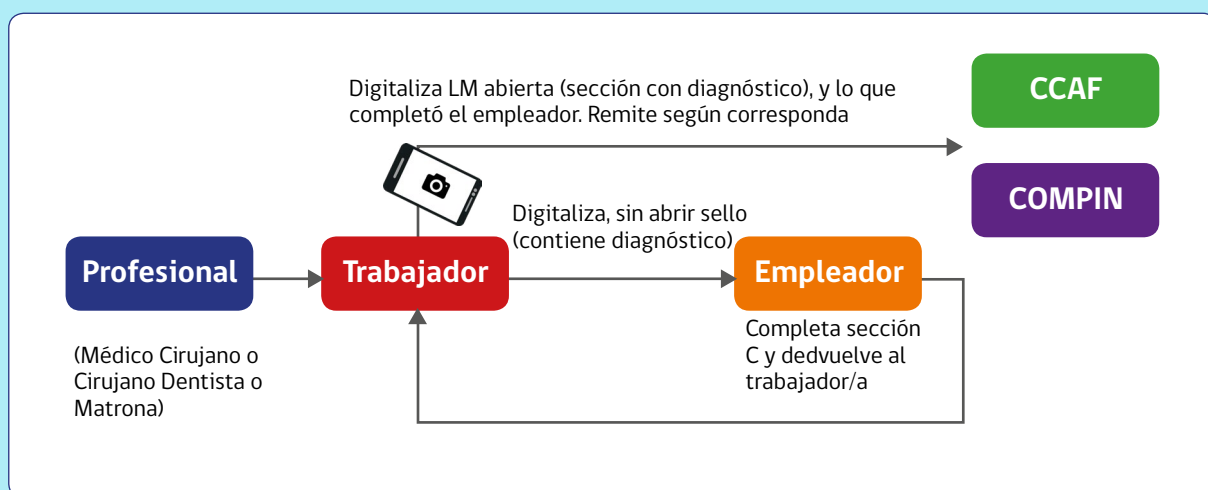 Digitaliza LM abierta (sección con diagnóstico), y lo que
completó el empleador. Remite según corresponda
CCAF
COMPIN
Digitaliza, sin abrir sello
(contiene diagnóstico)
Profesional
Trabajador
Empleador
(Médico Cirujano o
Cirujano Dentista o
Matrona)
Completa sección
C y dedvuelve al
trabajador/a